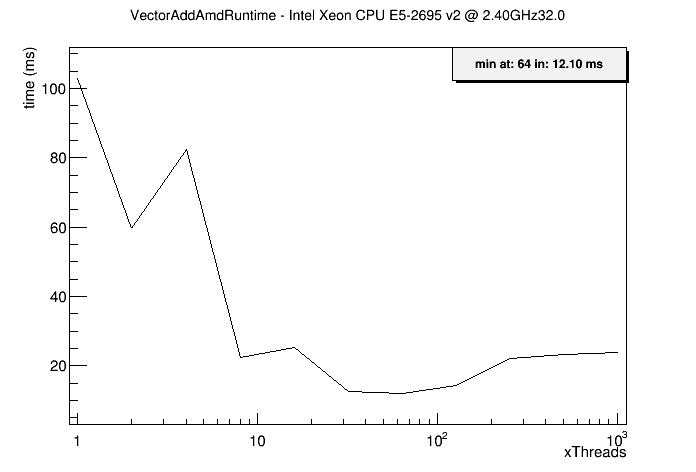 VectorAddAmdRuntime - Intel Xeon CPU E5-2695 v2 @ 2.40GHz32.0
min at: 64 in: 12.10 ms
time (ms)
100
80
60
40
20
1
10
10²
10³
xThreads